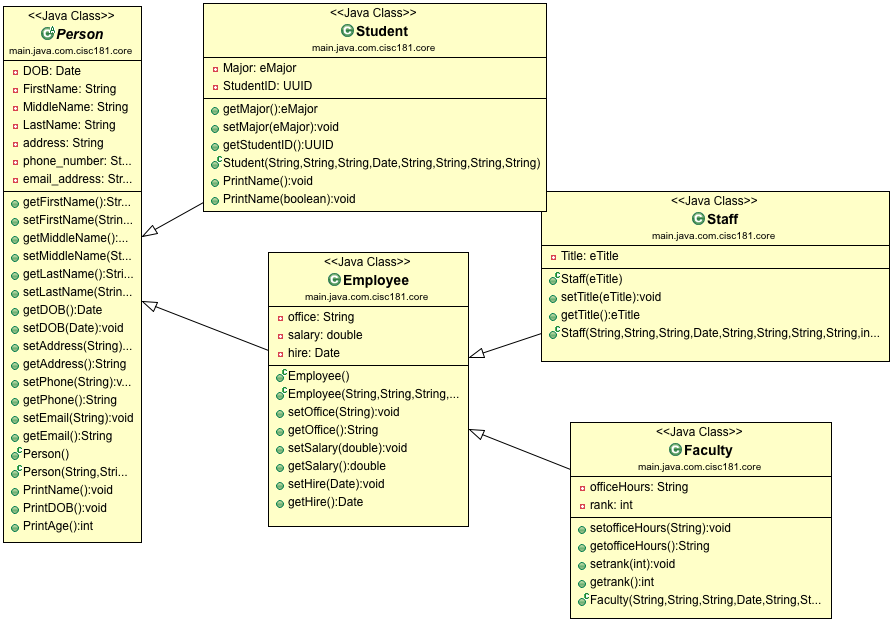 <<Java Class>>
Person
main.java.com.cisc181.core
DOB: Date
FirstName: String
MiddleName: String
LastName: String
address: String
phone_number: St...
email_address: Str...
getFirstName():Str...
setFirstName(Strin...
getMiddleName():...
setMiddleName(St...
getLastName():Stri...
setLastName(Strin...
getDOB():Date
setDOB(Date):void
setAddress(String)...
getAddress():String
setPhone(String):v...
getPhone():String
setEmail(String):void
getEmail():String
Person()
Person(String,Stri...
PrintName():void
PrintDOB():void
PrintAge():int
<<Java Class>>
Student
main.java.com.cisc181.core
Major: eMajor
StudentID: UUID
getMajor():eMajor
setMajor(eMajor):void
getStudentID():UUID
Student(String,String,String,Date,String,String,String,String)
PrintName():void
PrintName(boolean):void
<<Java Class>>
Employee
main.java.com.cisc181.core
office: String
salary: double
hire: Date
Employee()
Employee(String,String,String,...
setOffice(String):void
getOffice():String
setSalary(double):void
getSalary():double
setHire(Date):void
getHire():Date
<<Java Class>>
Staff
main.java.com.cisc181.core
Title: eTitle
Staff(eTitle)
setTitle(eTitle):void
getTitle():eTitle
Staff(String,String,String,Date,String,String,String,String,in...
<<Java Class>>
Faculty
main.java.com.cisc181.core
officeHours: String
rank: int
setofficeHours(String):void
getofficeHours():String
setrank(int):void
getrank():int
Faculty(String,String,String,Date,String,St...